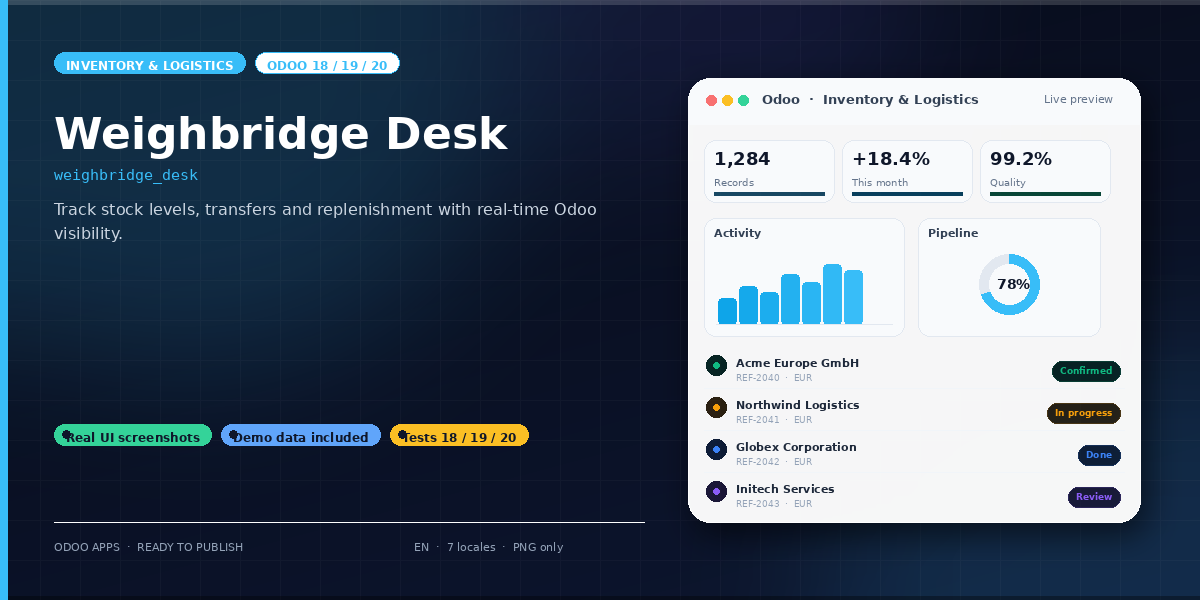 INVENTORY & LOGISTICS
ODOO 18 / 19 / 20
Weighbridge Desk
weighbridge_desk
Track stock levels, transfers and replenishment with real-time Odoo
visibility.
Real UI screenshots
Demo data included
Tests 18 / 19 / 20
ODOO APPS · READY TO PUBLISH
EN · 7 locales · PNG only
Odoo · Inventory & Logistics
Live preview
1,284
Records
+18.4%
This month
99.2%
Quality
Activity
Pipeline
78%
Acme Europe GmbH
REF-2040 · EUR
Confirmed
Northwind Logistics
REF-2041 · EUR
In progress
Globex Corporation
REF-2042 · EUR
Done
Initech Services
REF-2043 · EUR
Review